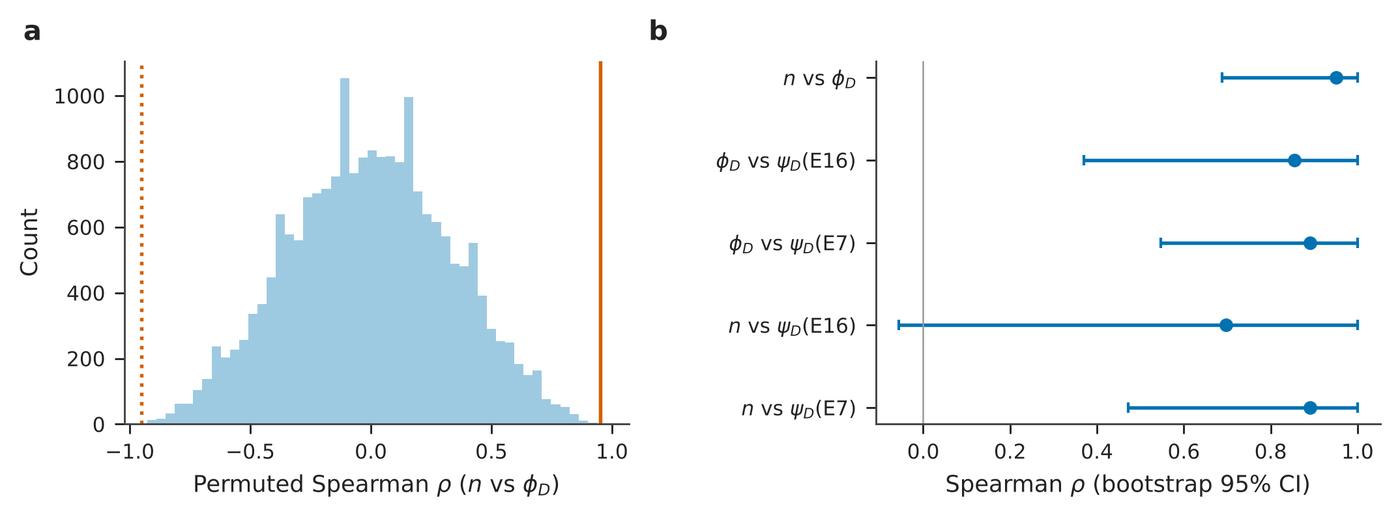 a
Count
1000
800
600
400
200
0
−1.0 −0.5 0.0 0.5 1.0
Permuted Spearman ρ (n vs ϕD)
b
n vs ϕD
ϕD vs ψD(E16)
ϕD vs ψD(E7)
n vs ψD(E16)
n vs ψD(E7)
0.0 0.2 0.4 0.6 0.8 1.0
Spearman ρ (bootstrap 95% CI)